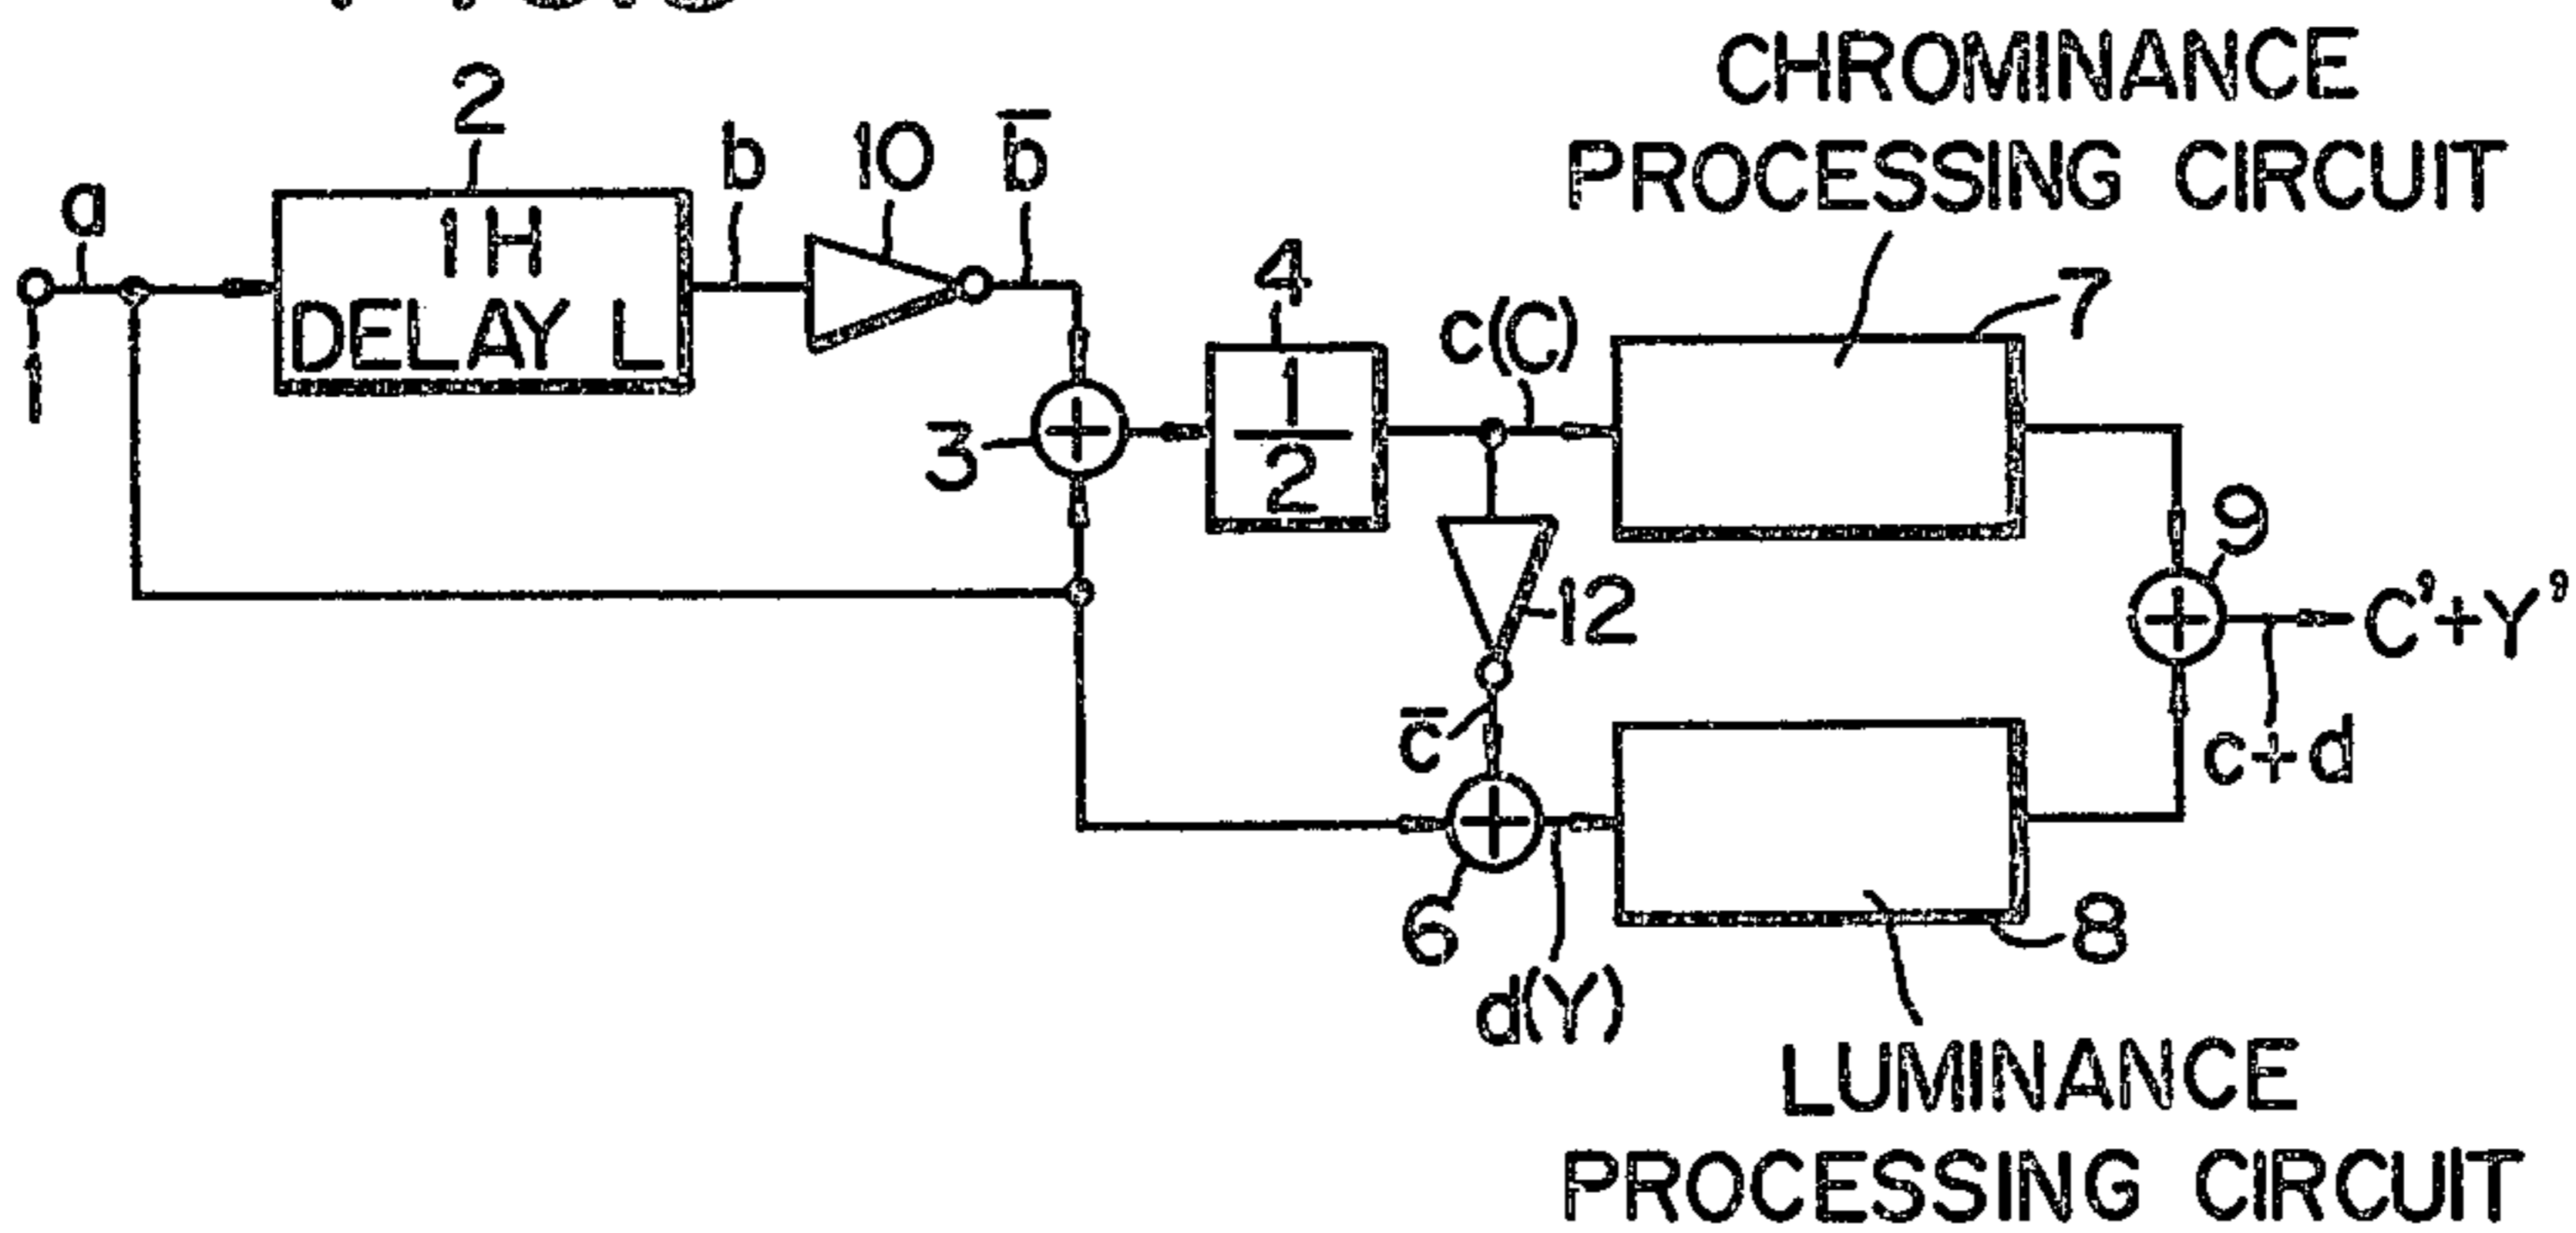 CHROMINANCE
PROCESSING CIRCUIT
2
a
1H
DELAY L
b
10
b̅
1
3
4
1
2
c(C)
7
12
c̅
9
C'+Y'
c+d
6
d(Y)
8
LUMINANCE
PROCESSING CIRCUIT